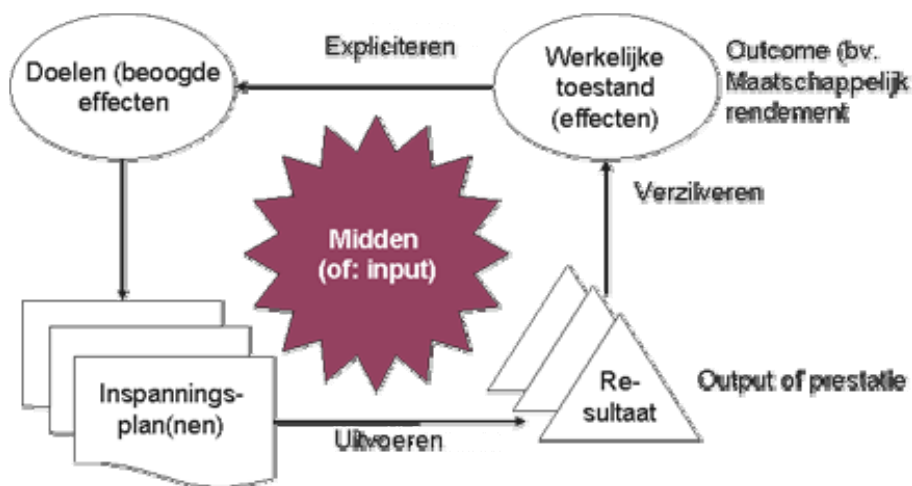 Expliciteren
Doelen (beoogde
effecten
Werkelijke
toestand
(effecten)
Outcome (bv.
Maatschappelijk
rendement
Verzilveren
Midden
(of: input)
Inspannings-
plan(nen)
Uitvoeren
Re-
sultaat
Output of prestatie